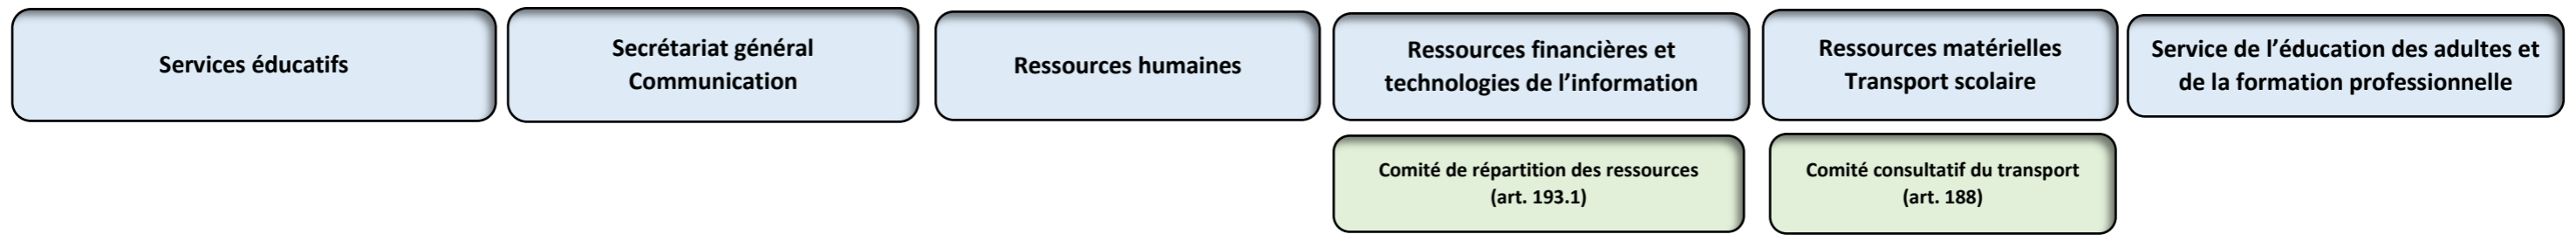 Services éducatifs
Secrétariat général
Communication
Ressources humaines
Ressources financières et
technologies de l’information
Ressources matérielles
Transport scolaire
Service de l’éducation des adultes et
de la formation professionnelle
Comité de répartition des ressources
(art. 193.1)
Comité consultatif du transport
(art. 188)